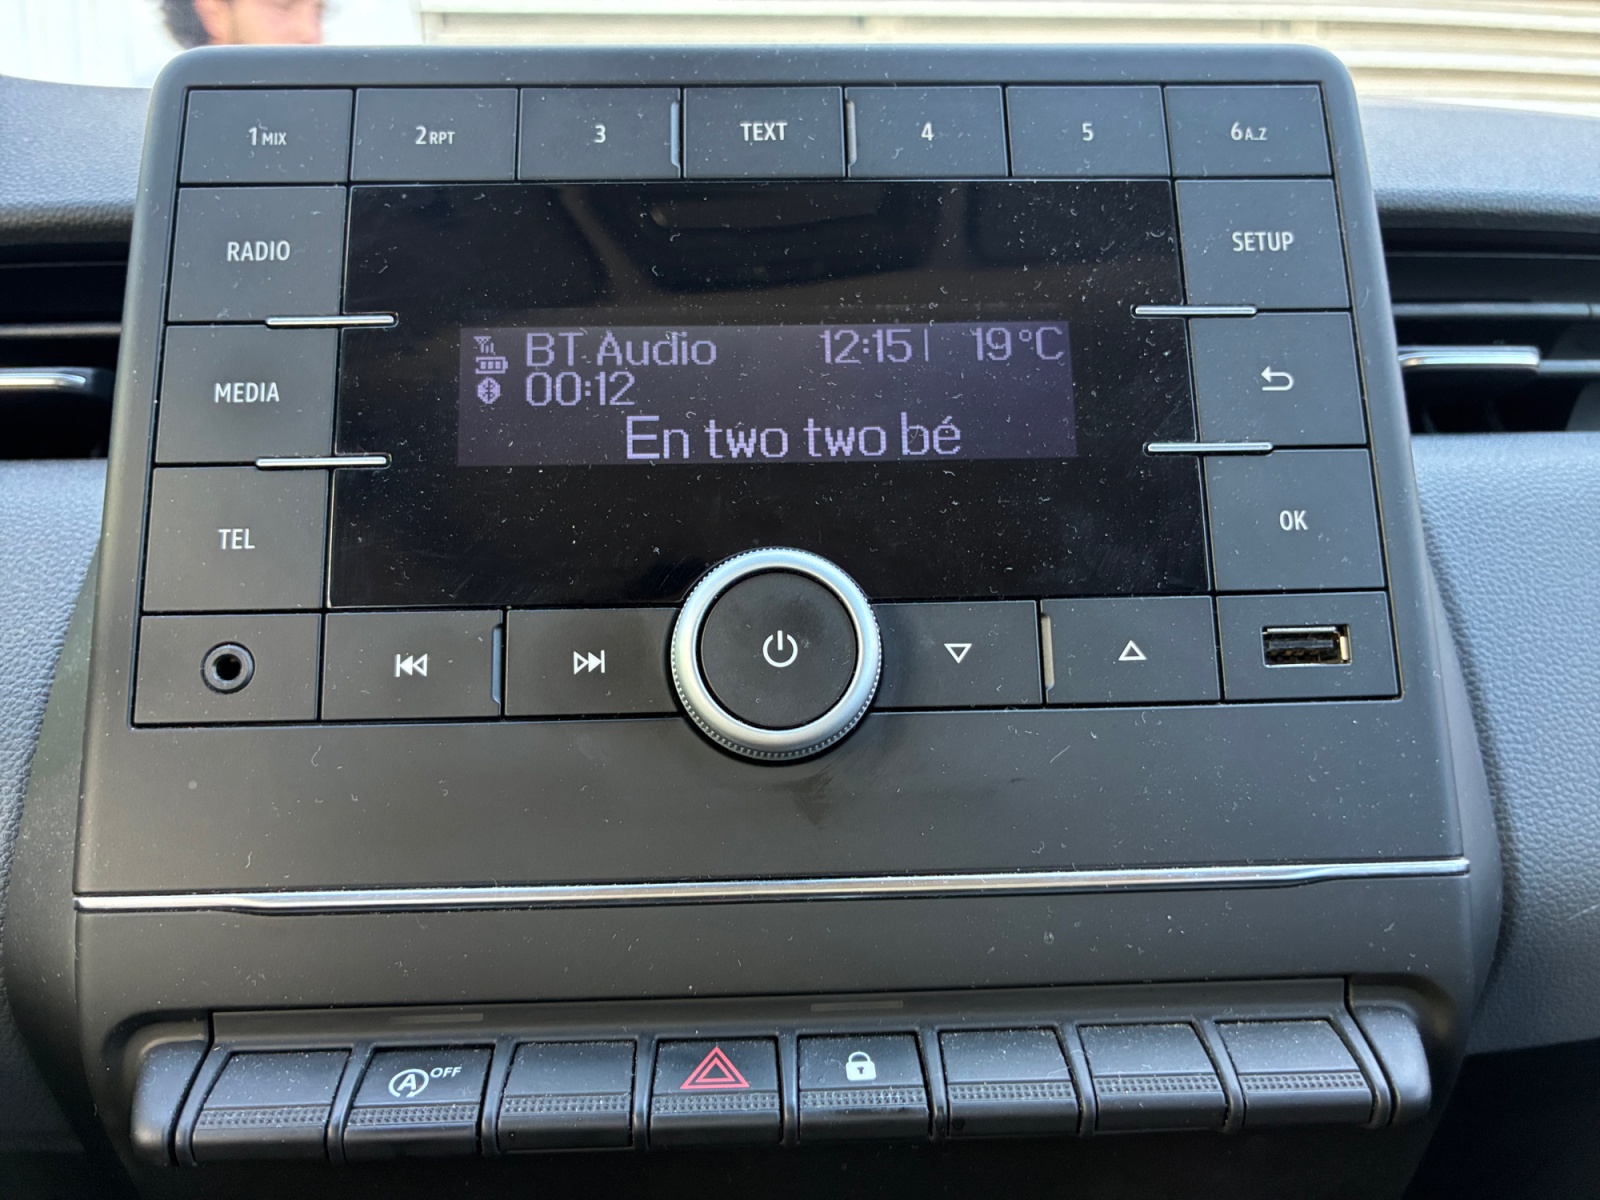 1MIX 2RPT 3 TEXT 4 5 6A..Z
RADIO SETUP
BT Audio 12:15 19°C
00:12
MEDIA
En two two bé
TEL OK
A OFF